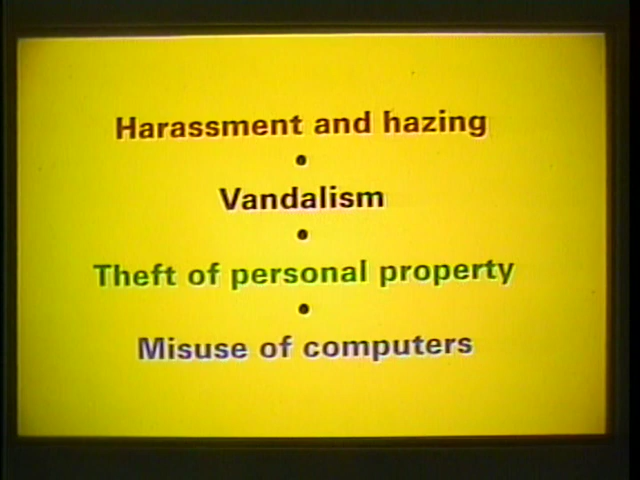 Harassment and hazing
•
Vandalism
•
Theft of personal property
•
Misuse of computers